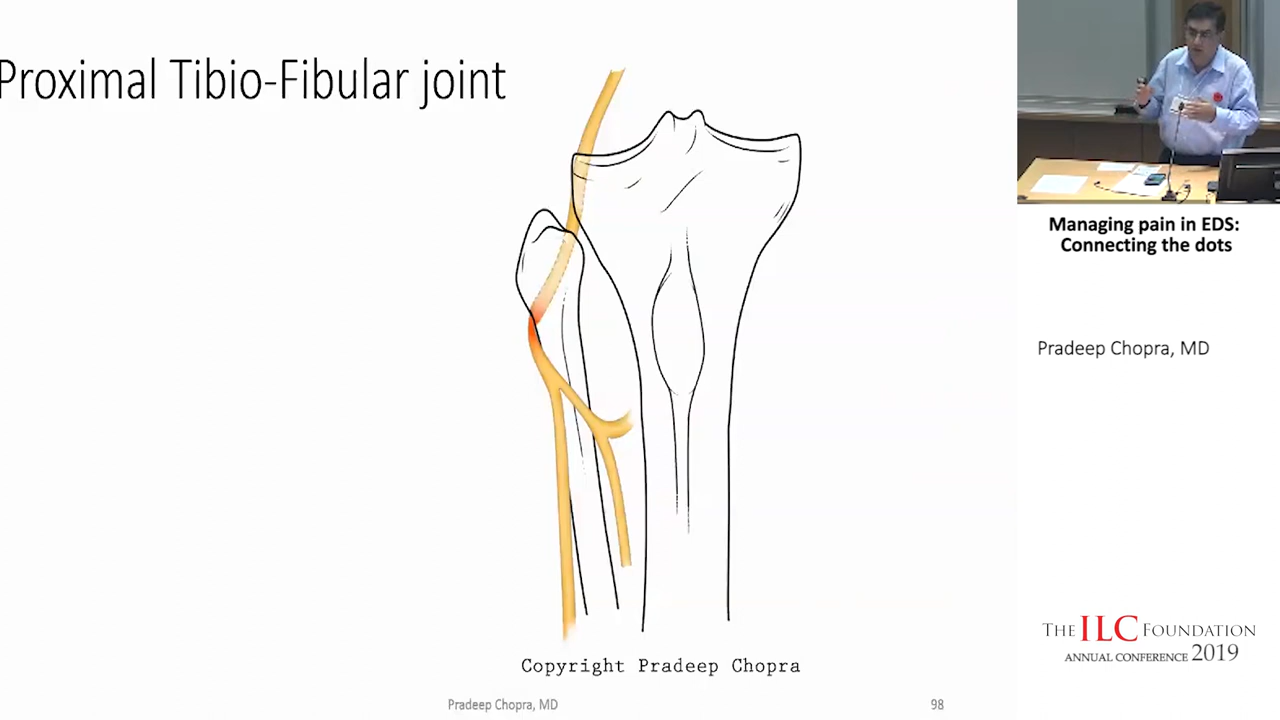 Proximal Tibio-Fibular joint
Copyright Pradeep Chopra
Pradeep Chopra, MD
98
Managing pain in EDS:
Connecting the dots
Pradeep Chopra, MD
THE ILC FOUNDATION
ANNUAL CONFERENCE 2019